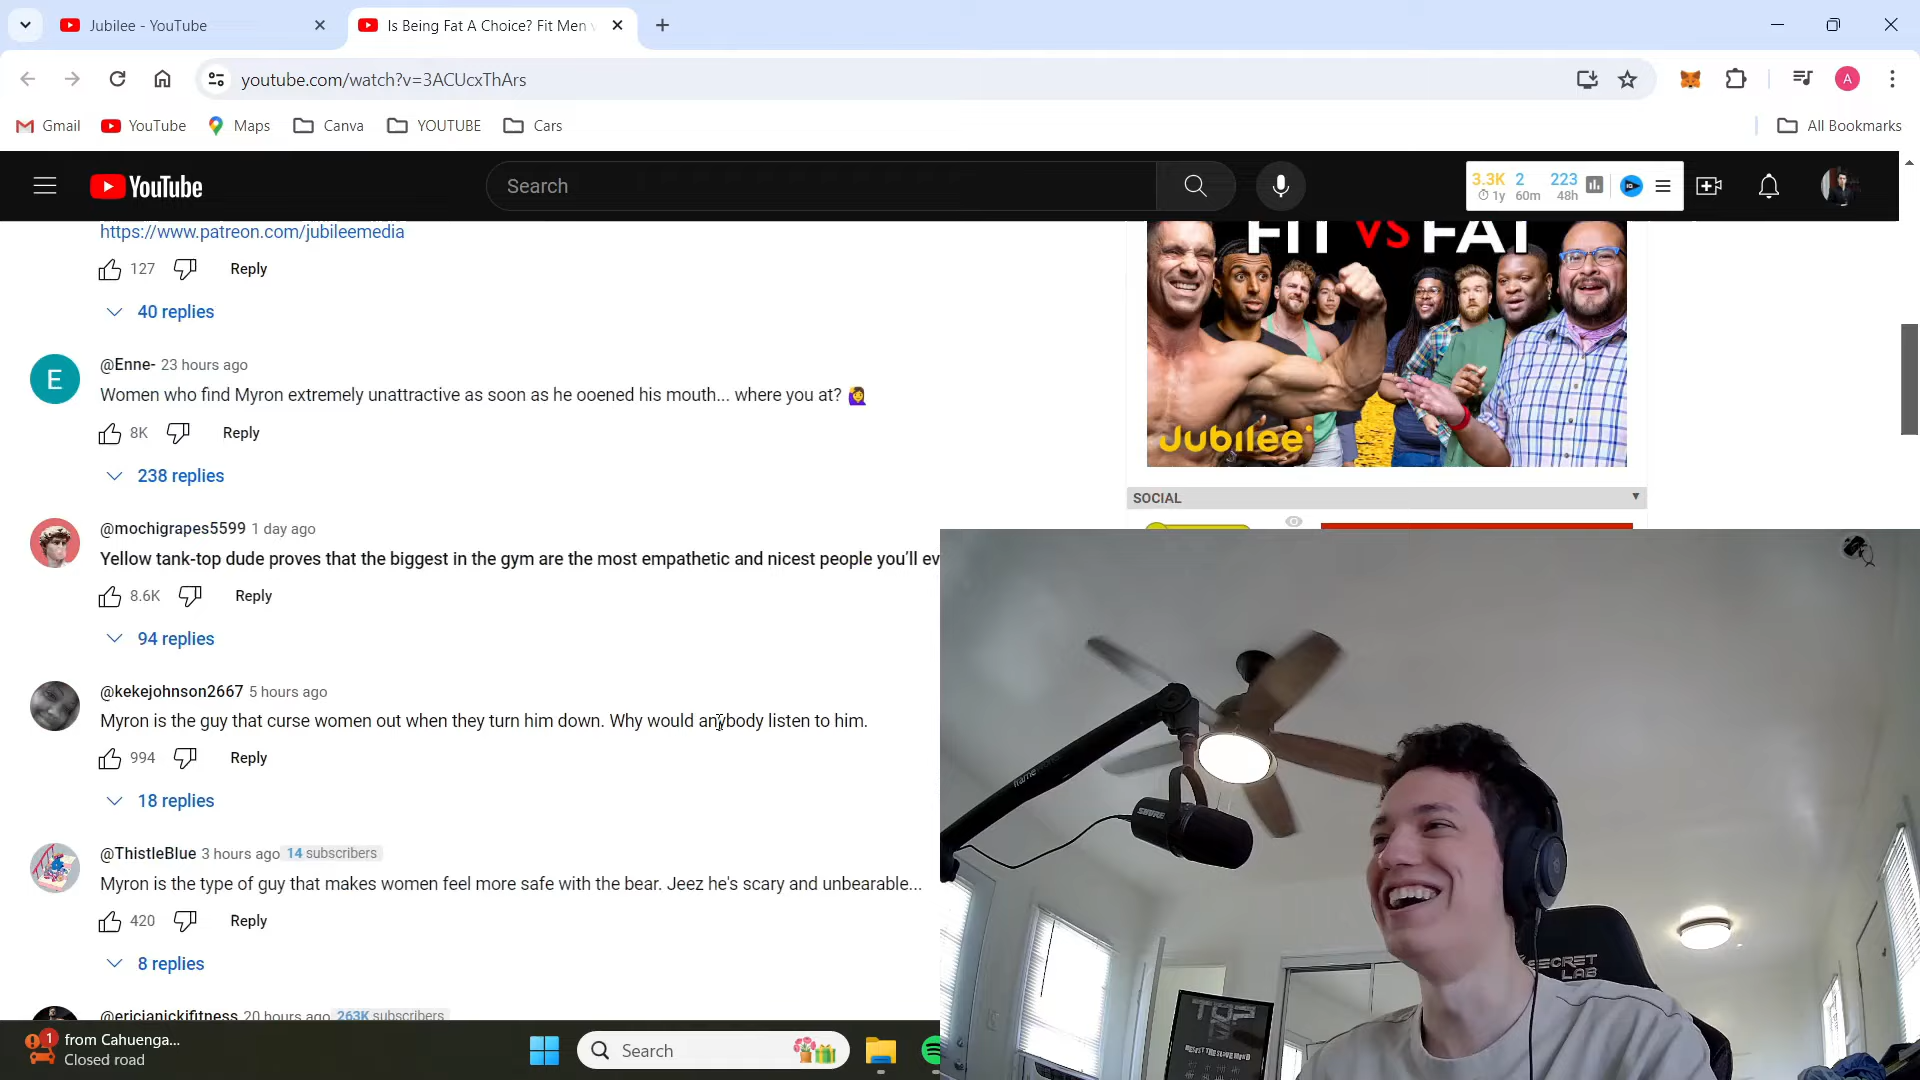 Jubilee - YouTube
Is Being Fat A Choice? Fit Men v
youtube.com/watch?v=3ACUcxThArs
A
Gmail
YouTube
Maps
Canva
YOUTUBE
Cars
All Bookmarks
YouTube
Search
3.3K 2 223
1y 60m 48h
https://www.patreon.com/jubileemedia
127 Reply
40 replies
E
@Enne- 23 hours ago
Women who find Myron extremely unattractive as soon as he ooened his mouth... where you at? 🙋‍♀️
8K Reply
238 replies
@mochigrapes5599 1 day ago
Yellow tank-top dude proves that the biggest in the gym are the most empathetic and nicest people you'll ev
8.6K Reply
94 replies
@kekejohnson2667 5 hours ago
Myron is the guy that curse women out when they turn him down. Why would anybody listen to him.
994 Reply
18 replies
@ThistleBlue 3 hours ago 14 subscribers
Myron is the type of guy that makes women feel more safe with the bear. Jeez he's scary and unbearable...
420 Reply
8 replies
@ericjanickifitness 20 hours ago 263K subscribers
FIT VS FAT
Jubilee
SOCIAL
SHURE
SECRET
LAB
1
from Cahuenga...
Closed road
Search